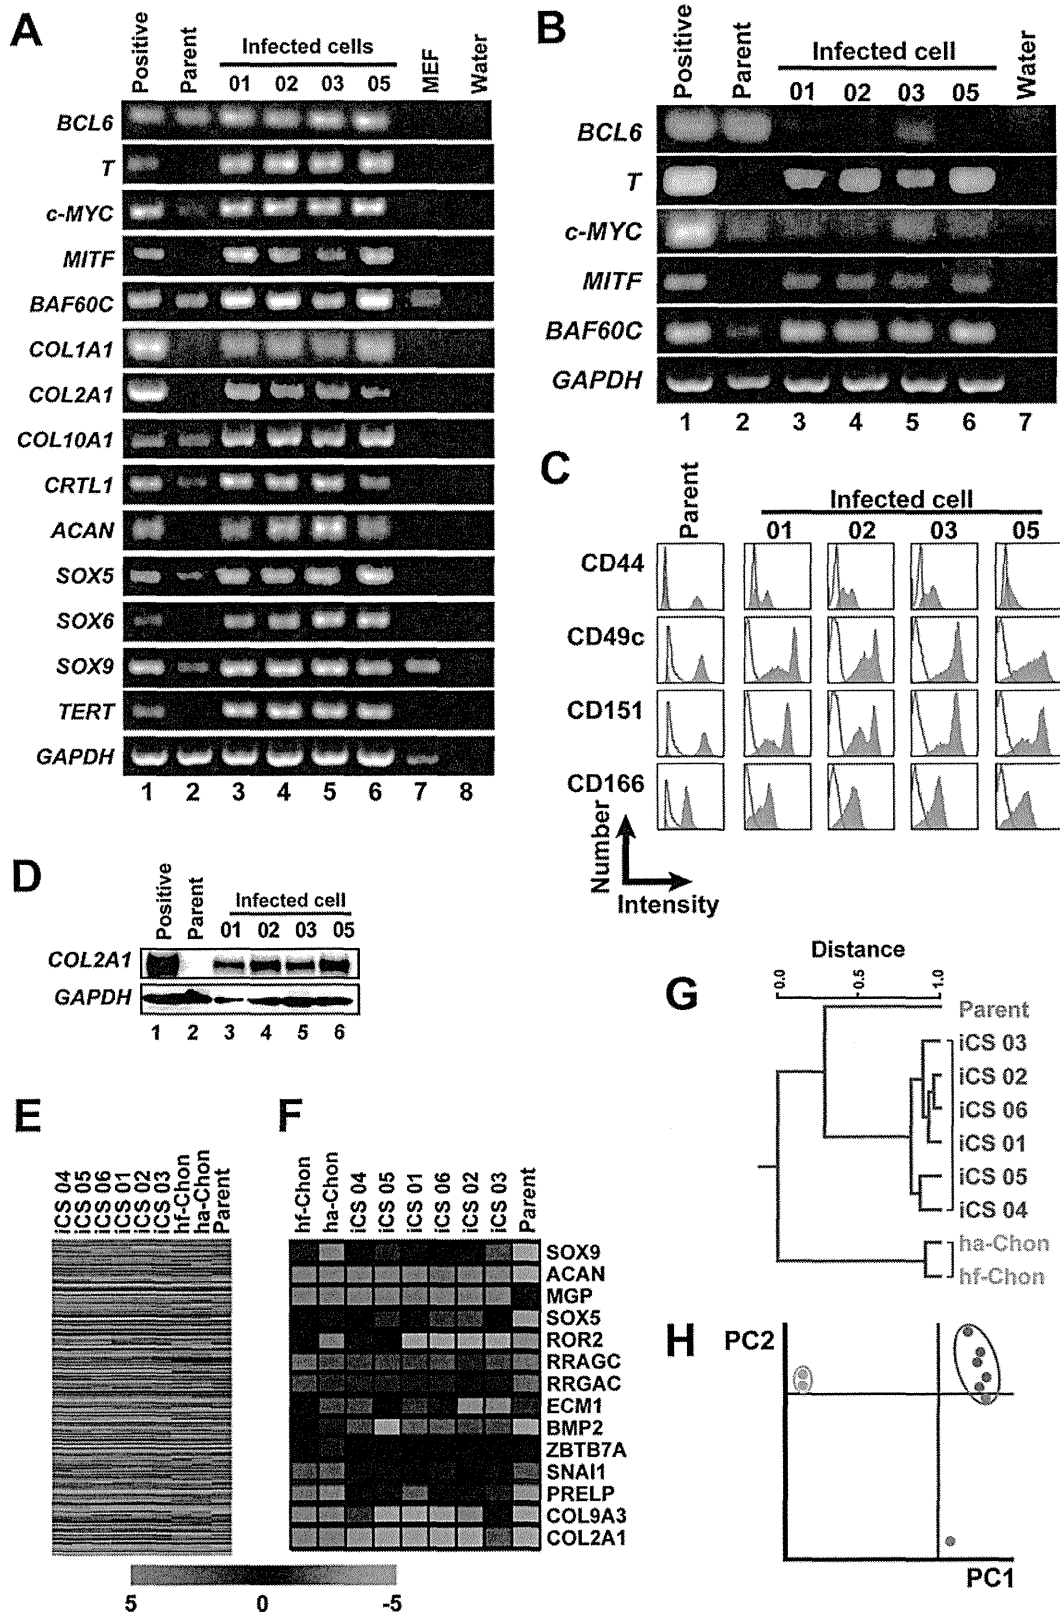 A
Positive
Parent
Infected cells
01 02 03 05
MEF
Water
BCL6
T
c-MYC
MITF
BAF60C
COL1A1
COL2A1
COL10A1
CRTL1
ACAN
SOX5
SOX6
SOX9
TERT
GAPDH
1 2 3 4 5 6 7 8
B
Positive
Parent
Infected cell
01 02 03 05
Water
BCL6
T
c-MYC
MITF
BAF60C
GAPDH
1 2 3 4 5 6 7
C
Parent
Infected cell
01 02 03 05
CD44
CD49c
CD151
CD166
Number
Intensity
D
Positive
Parent
Infected cell
01 02 03 05
COL2A1
GAPDH
1 2 3 4 5 6
E
iCS 04
iCS 05
iCS 06
iCS 01
iCS 02
iCS 03
hf-Chon
ha-Chon
Parent
F
hf-Chon
ha-Chon
iCS 04
iCS 05
iCS 01
iCS 06
iCS 02
iCS 03
Parent
SOX9
ACAN
MGP
SOX5
ROR2
RRAGC
RRGAC
ECM1
BMP2
ZBTB7A
SNAI1
PRELP
COL9A3
COL2A1
5 0 -5
G
Distance
0.0 0.5 1.0
Parent
iCS 03
iCS 02
iCS 06
iCS 01
iCS 05
iCS 04
ha-Chon
hf-Chon
H
PC2
PC1